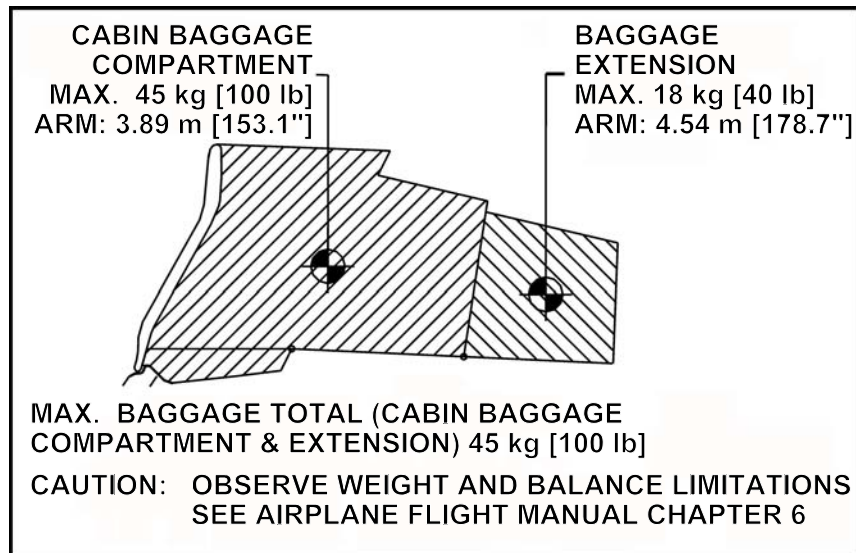 CABIN BAGGAGE
COMPARTMENT
MAX. 45 kg [100 lb]
ARM: 3.89 m [153.1"]
BAGGAGE
EXTENSION
MAX. 18 kg [40 lb]
ARM: 4.54 m [178.7"]
MAX. BAGGAGE TOTAL (CABIN BAGGAGE
COMPARTMENT & EXTENSION) 45 kg [100 lb]
CAUTION: OBSERVE WEIGHT AND BALANCE LIMITATIONS
SEE AIRPLANE FLIGHT MANUAL CHAPTER 6